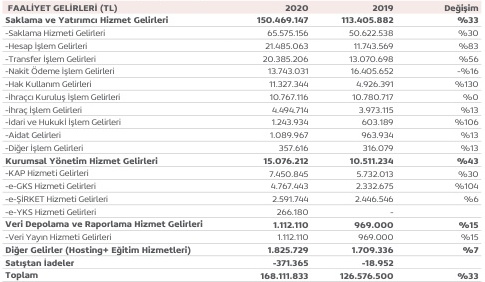 FAALİYET GELİRLERİ (TL) 2020 2019 Değişim
Saklama ve Yatırımcı Hizmet Gelirleri 150.469.147 113.405.882 %33
-Saklama Hizmeti Gelirleri 65.575.156 50.622.538 %30
-Hesap İşlem Gelirleri 21.485.063 11.743.569 %83
-Transfer İşlem Gelirleri 20.385.206 13.070.698 %56
-Nakit Ödeme İşlem Gelirleri 13.743.031 16.405.652 -%16
-Hak Kullanım Gelirleri 11.327.344 4.926.391 %130
-İhraçcı Kuruluş İşlem Gelirleri 10.767.116 10.780.717 %0
-İhraç İşlem Gelirleri 4.494.714 3.973.115 %13
-İdari ve Hukuki İşlem Gelirleri 1.243.934 603.189 %106
-Aidat Gelirleri 1.089.967 963.934 %13
-Diğer İşlem Gelirleri 357.616 316.079 %13
Kurumsal Yönetim Hizmet Gelirleri 15.076.212 10.511.234 %43
-KAP Hizmeti Gelirleri 7.450.845 5.732.013 %30
-e-GKS Hizmeti Gelirleri 4.767.443 2.332.675 %104
-e-ŞİRKET Hizmeti Gelirleri 2.591.744 2.446.546 %6
-e-YKS Hizmeti Gelirleri 266.180 -
Veri Depolama ve Raporlama Hizmet Gelirleri 1.112.110 969.000 %15
-Veri Yayın Hizmeti Gelirleri 1.112.110 969.000 %15
Diğer Gelirler (Hosting+ Eğitim Hizmetleri) 1.825.729 1.709.336 %7
Satıştan İadeler -371.365 -18.952
Toplam 168.111.833 126.576.500 %33